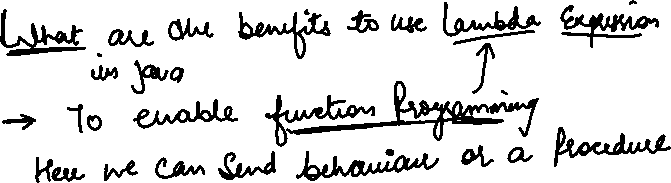 What are the benefits to use Lambda Expression
in java
→ To enable function Programming
Here we can send behaviour or a Procedure